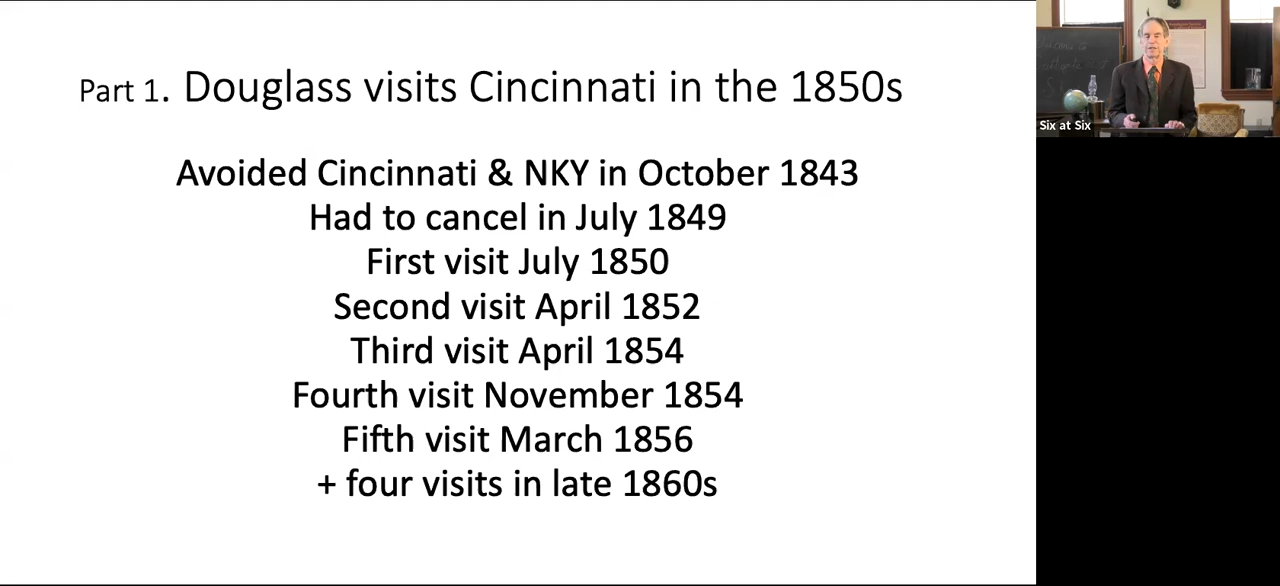 Part 1. Douglass visits Cincinnati in the 1850s
Avoided Cincinnati & NKY in October 1843
Had to cancel in July 1849
First visit July 1850
Second visit April 1852
Third visit April 1854
Fourth visit November 1854
Fifth visit March 1856
+ four visits in late 1860s
Six at Six